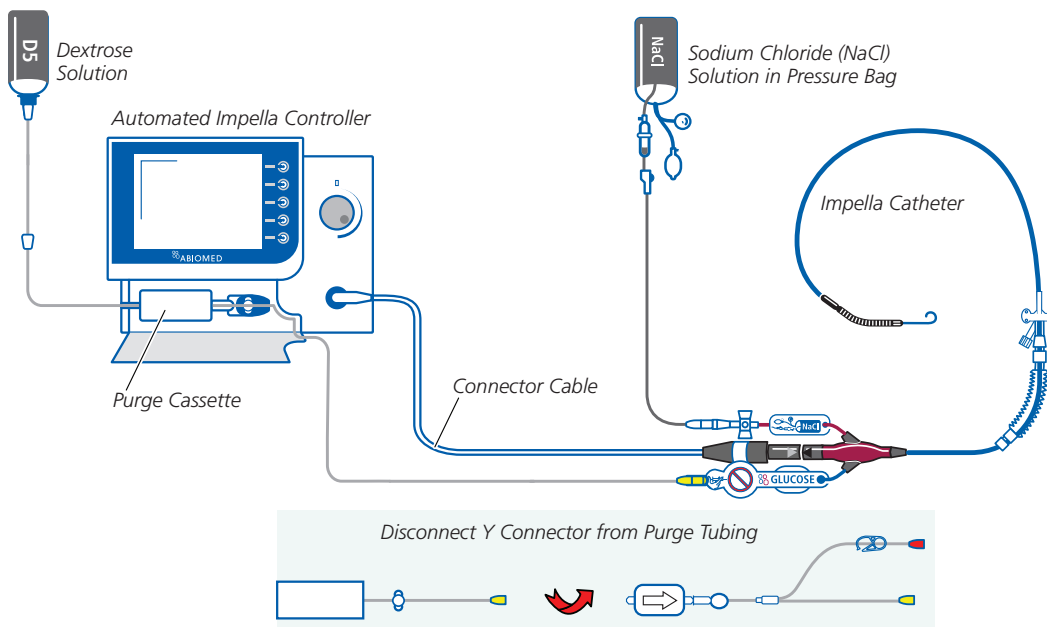 D5
Dextrose
Solution
Automated Impella Controller
ABIOMED
Purge Cassette
Connector Cable
NaCl
Sodium Chloride (NaCl)
Solution in Pressure Bag
Impella Catheter
NaCl
GLUCOSE
Disconnect Y Connector from Purge Tubing